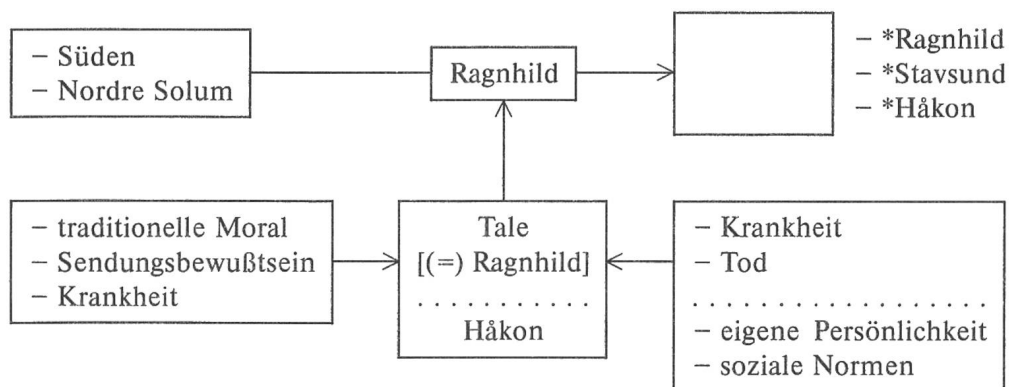 – Süden
– Nordre Solum
Ragnhild
– *Ragnhild
– *Stavsund
– *Håkon
– traditionelle Moral
– Sendungsbewußtsein
– Krankheit
Tale
[(=) Ragnhild]
. . . . . . . . . . .
Håkon
– Krankheit
– Tod
. . . . . . . . . . . . . . . . . . .
– eigene Persönlichkeit
– soziale Normen